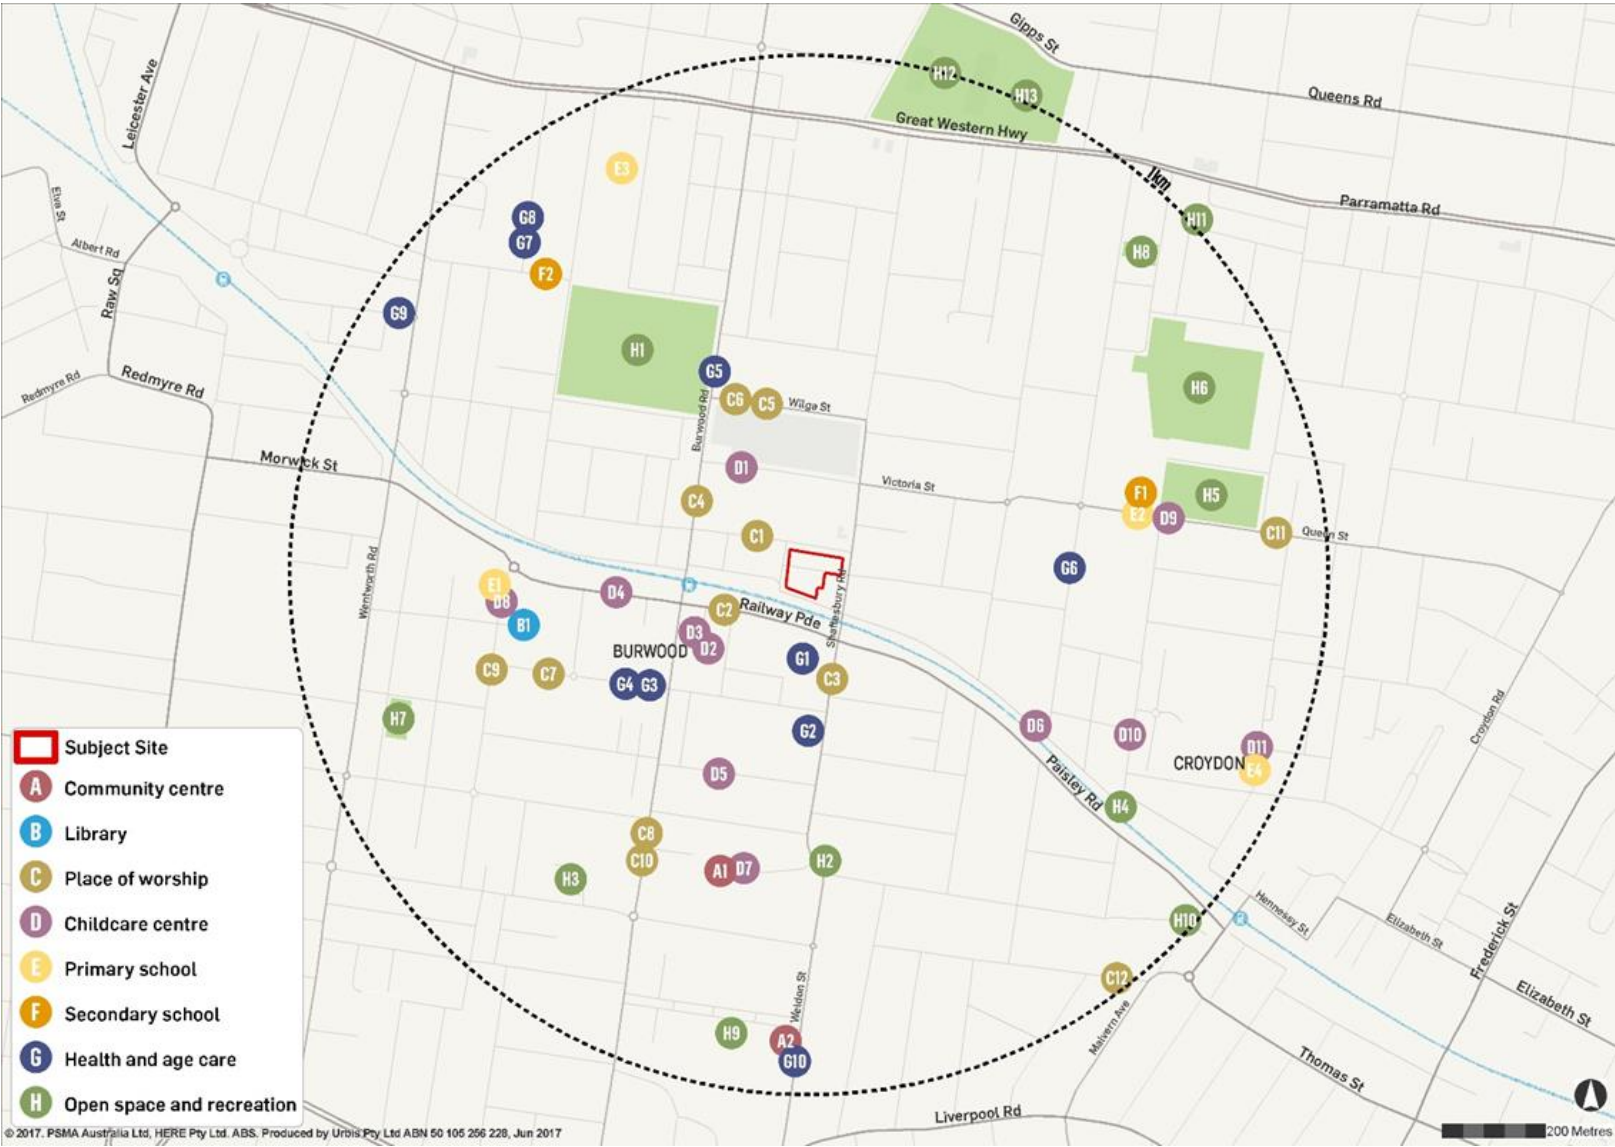 Gipps St
Leicester Ave
H12
H13
Queens Rd
Great Western Hwy
E3
1km
Elva St
Parramatta Rd
G8
H11
G7
Albert Rd
H8
F2
Raw Sq
G9
H1
G5
Redmyre Rd
Redmyre Rd
H6
C6
C5
Wilga St
Burwood Rd
Morwick St
D1
Victoria St
C4
F1
H5
E2
D9
C1
C11
Queen St
G6
Wentworth Rd
E1
D8
D4
Shaftesbury Rd
C2
Railway Pde
B1
D3
D2
BURWOOD
G1
C9
C7
G4
G3
C3
H7
D6
G2
D10
Croydon Rd
D11
CROYDON
E4
D5
Paisley Rd
H4
C8
C10
H2
A1
D7
H3
Hennessy St
H10
Elizabeth St
Frederick St
C12
Weldon St
Elizabeth St
H9
A2
Malvern Ave
G10
Thomas St
Liverpool Rd
Subject Site
A Community centre
B Library
C Place of worship
D Childcare centre
E Primary school
F Secondary school
G Health and age care
H Open space and recreation
© 2017. PSMA Australia Ltd, HERE Pty Ltd. ABS. Produced by Urbis Pty Ltd ABN 50 105 256 228, Jun 2017
200 Metres